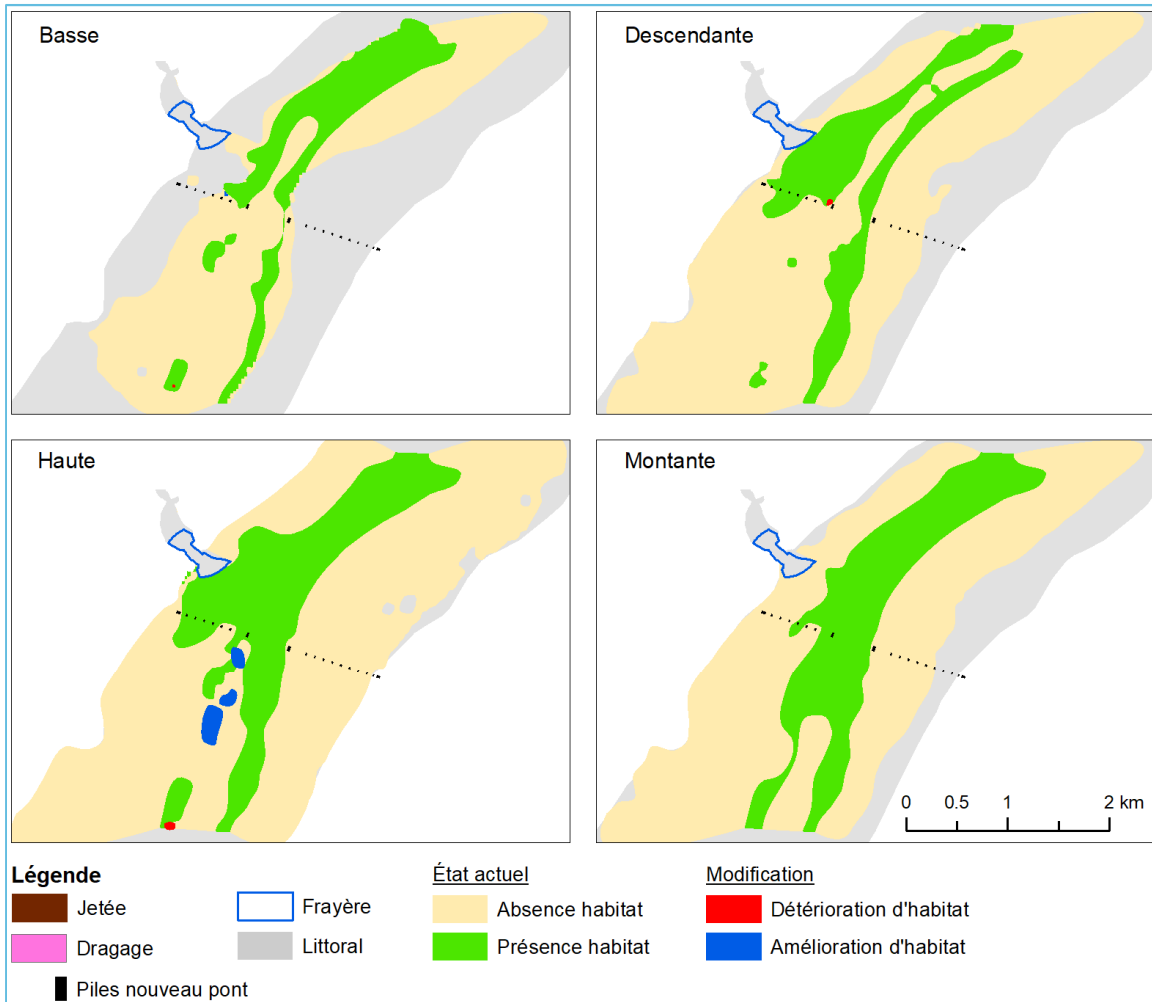 Basse
Descendante
Haute
Montante
0 0.5 1 2 km
Légende
Jetée
Dragage
Piles nouveau pont
Frayère
Littoral
État actuel
Absence habitat
Présence habitat
Modification
Détérioration d'habitat
Amélioration d'habitat